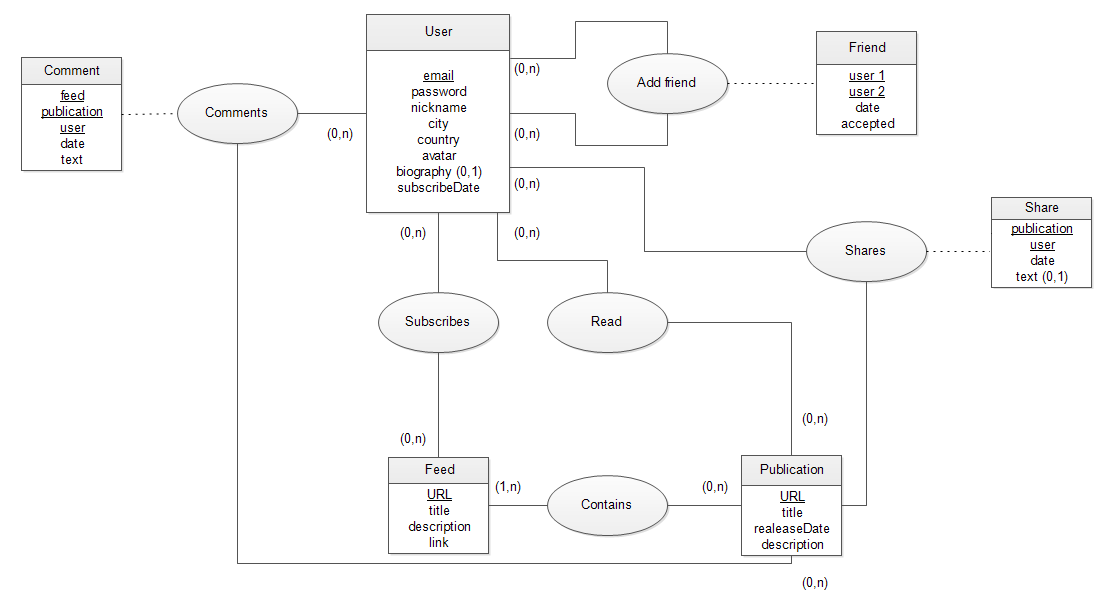 User
email
password
nickname
city
country
avatar
biography (0,1)
subscribeDate
Comment
feed
publication
user
date
text
Comments
(0,n)
(0,n)
(0,n)
(0,n)
Add friend
Friend
user 1
user 2
date
accepted
Share
publication
user
date
text (0,1)
Shares
(0,n)
(0,n)
Subscribes
Read
(0,n)
(0,n)
Feed
URL
title
description
link
(1,n)
Contains
(0,n)
Publication
URL
title
realeaseDate
description
(0,n)